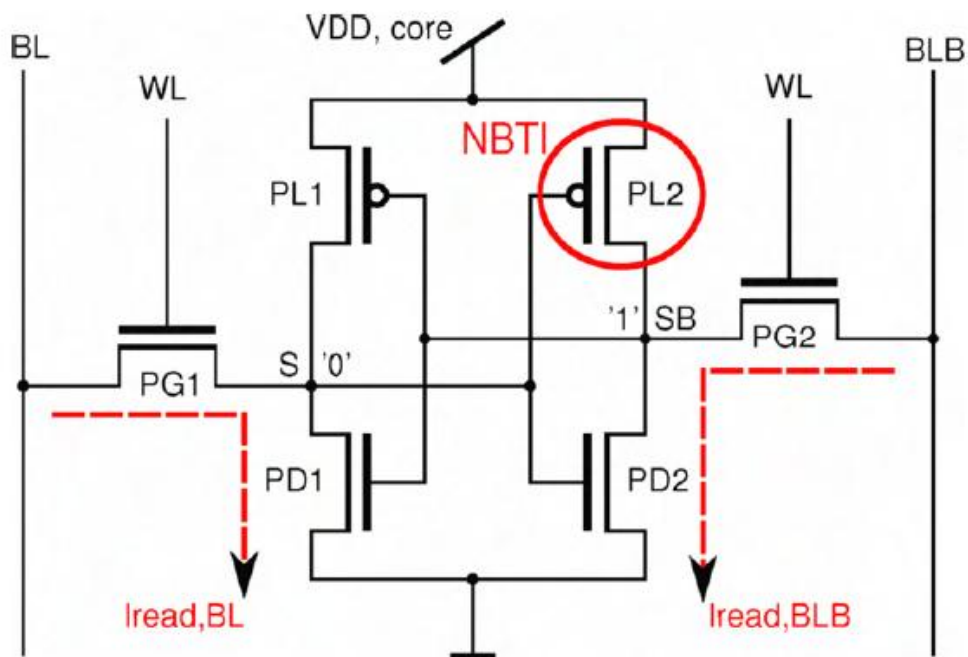 VDD, core
BL
BLB
WL
WL
NBTI
PL1
PL2
'1' SB
S '0'
PG1
PG2
PD1
PD2
Iread,BL
Iread,BLB